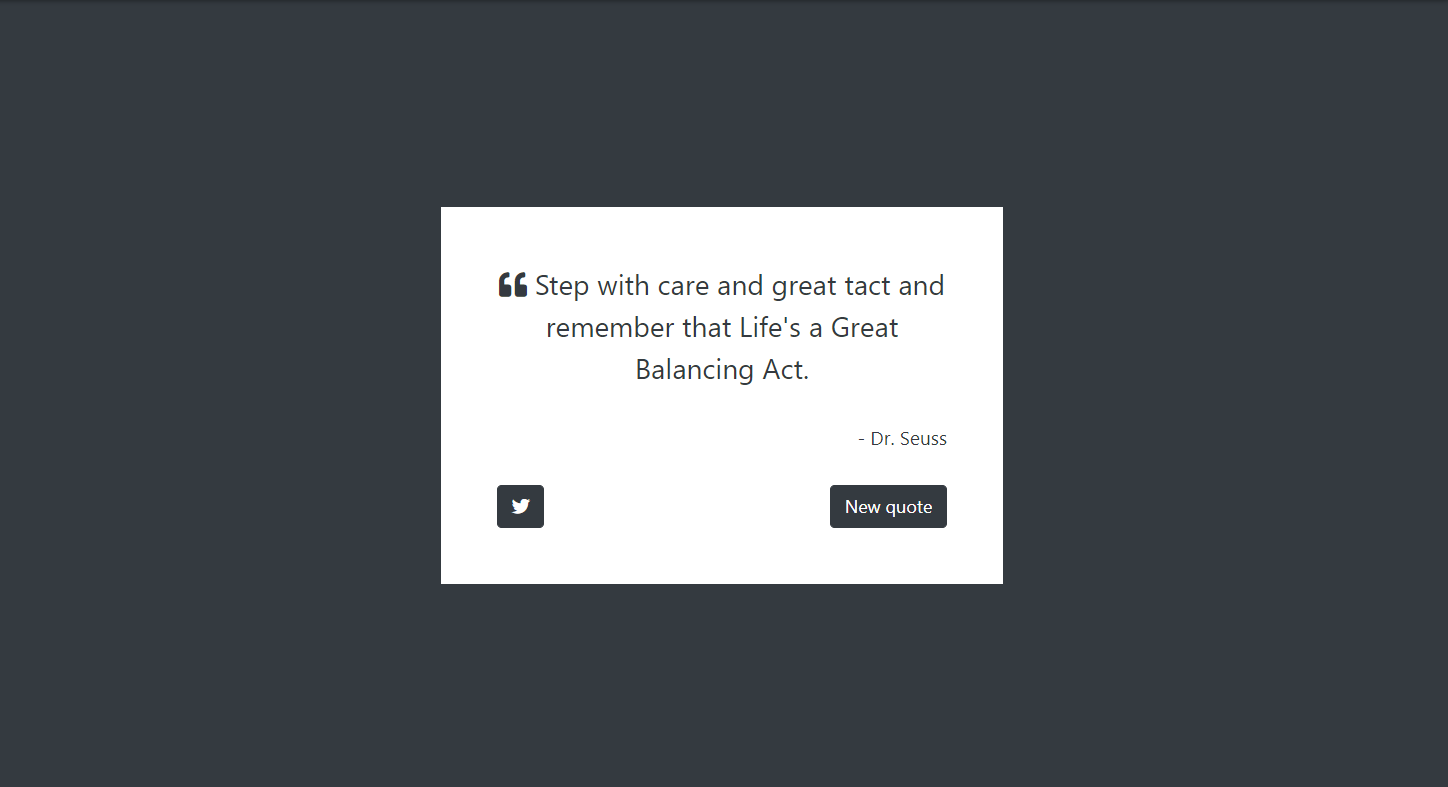 Step with care and great tact and
remember that Life's a Great
Balancing Act.
- Dr. Seuss
New quote